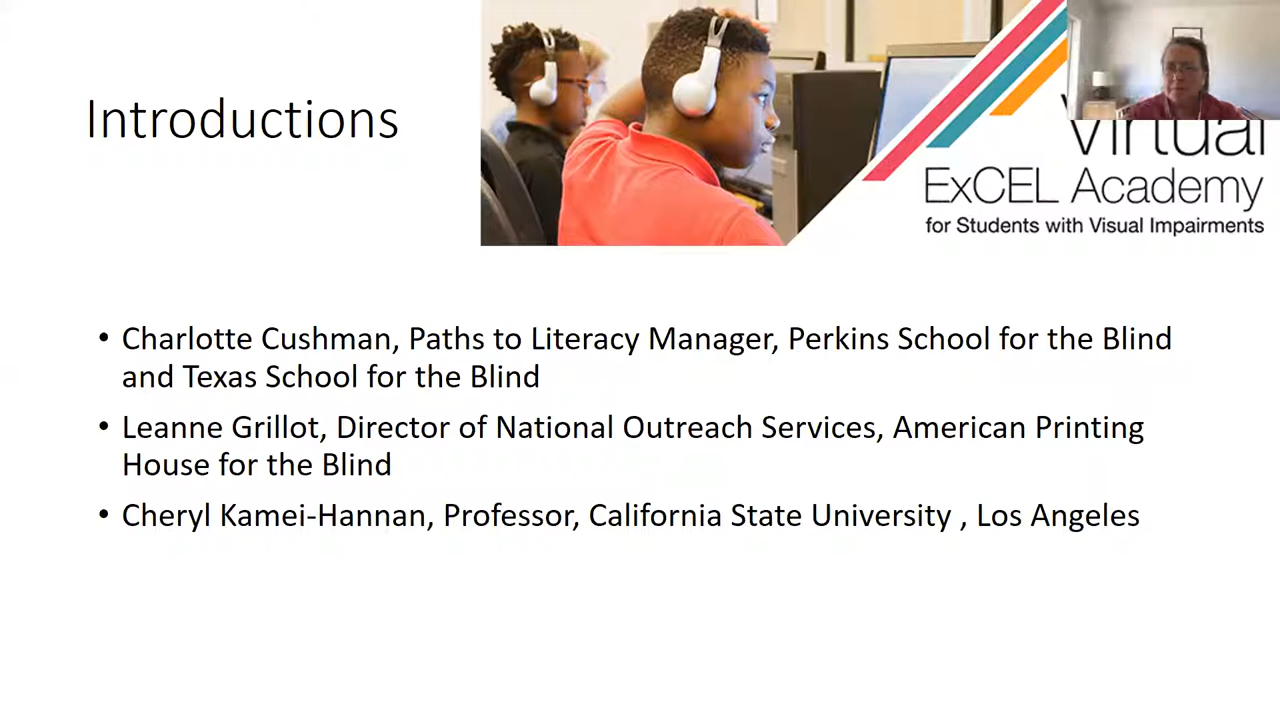 Introductions
Virtual
ExCEL Academy
for Students with Visual Impairments
• Charlotte Cushman, Paths to Literacy Manager, Perkins School for the Blind
and Texas School for the Blind
• Leanne Grillot, Director of National Outreach Services, American Printing
House for the Blind
• Cheryl Kamei-Hannan, Professor, California State University , Los Angeles